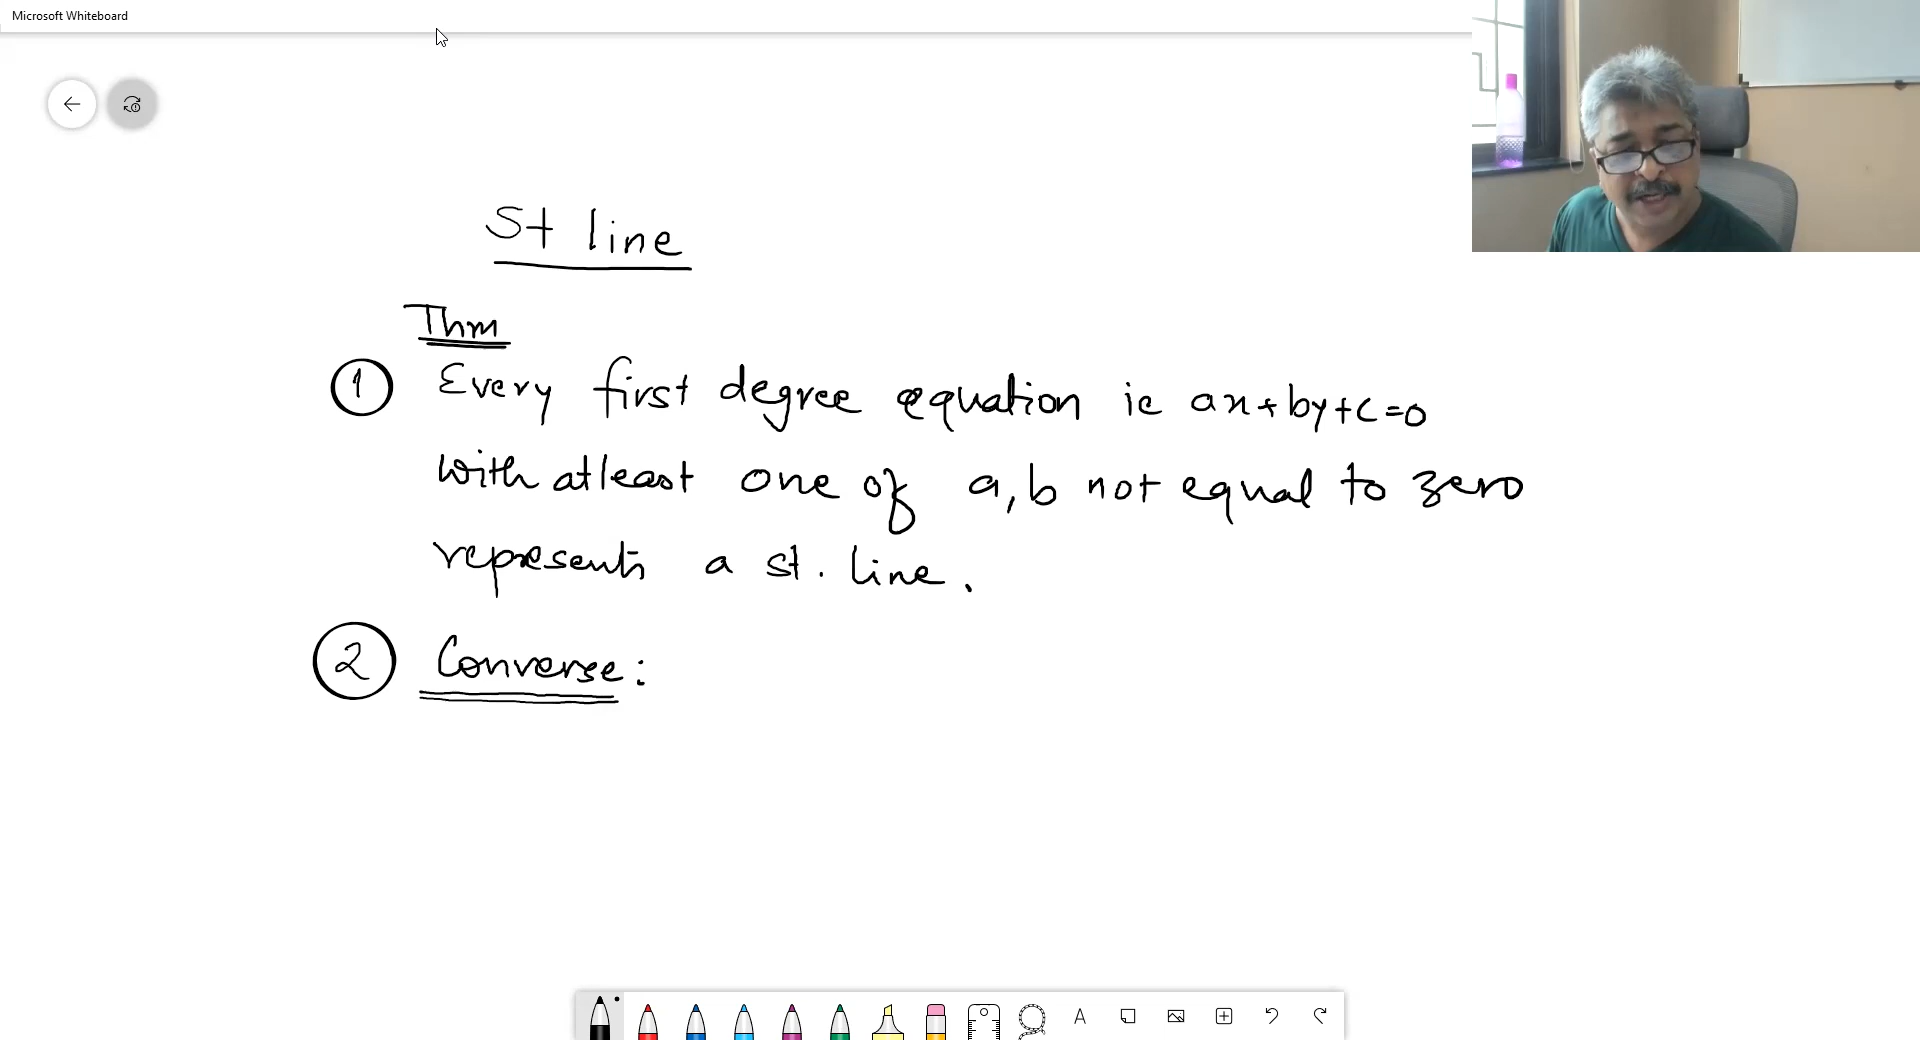 Microsoft Whiteboard
St line
Thm
1 Every first degree equation ie ax+by+c=0
with atleast one of a,b not equal to zero
represents a st. line.
2 Converse:
A